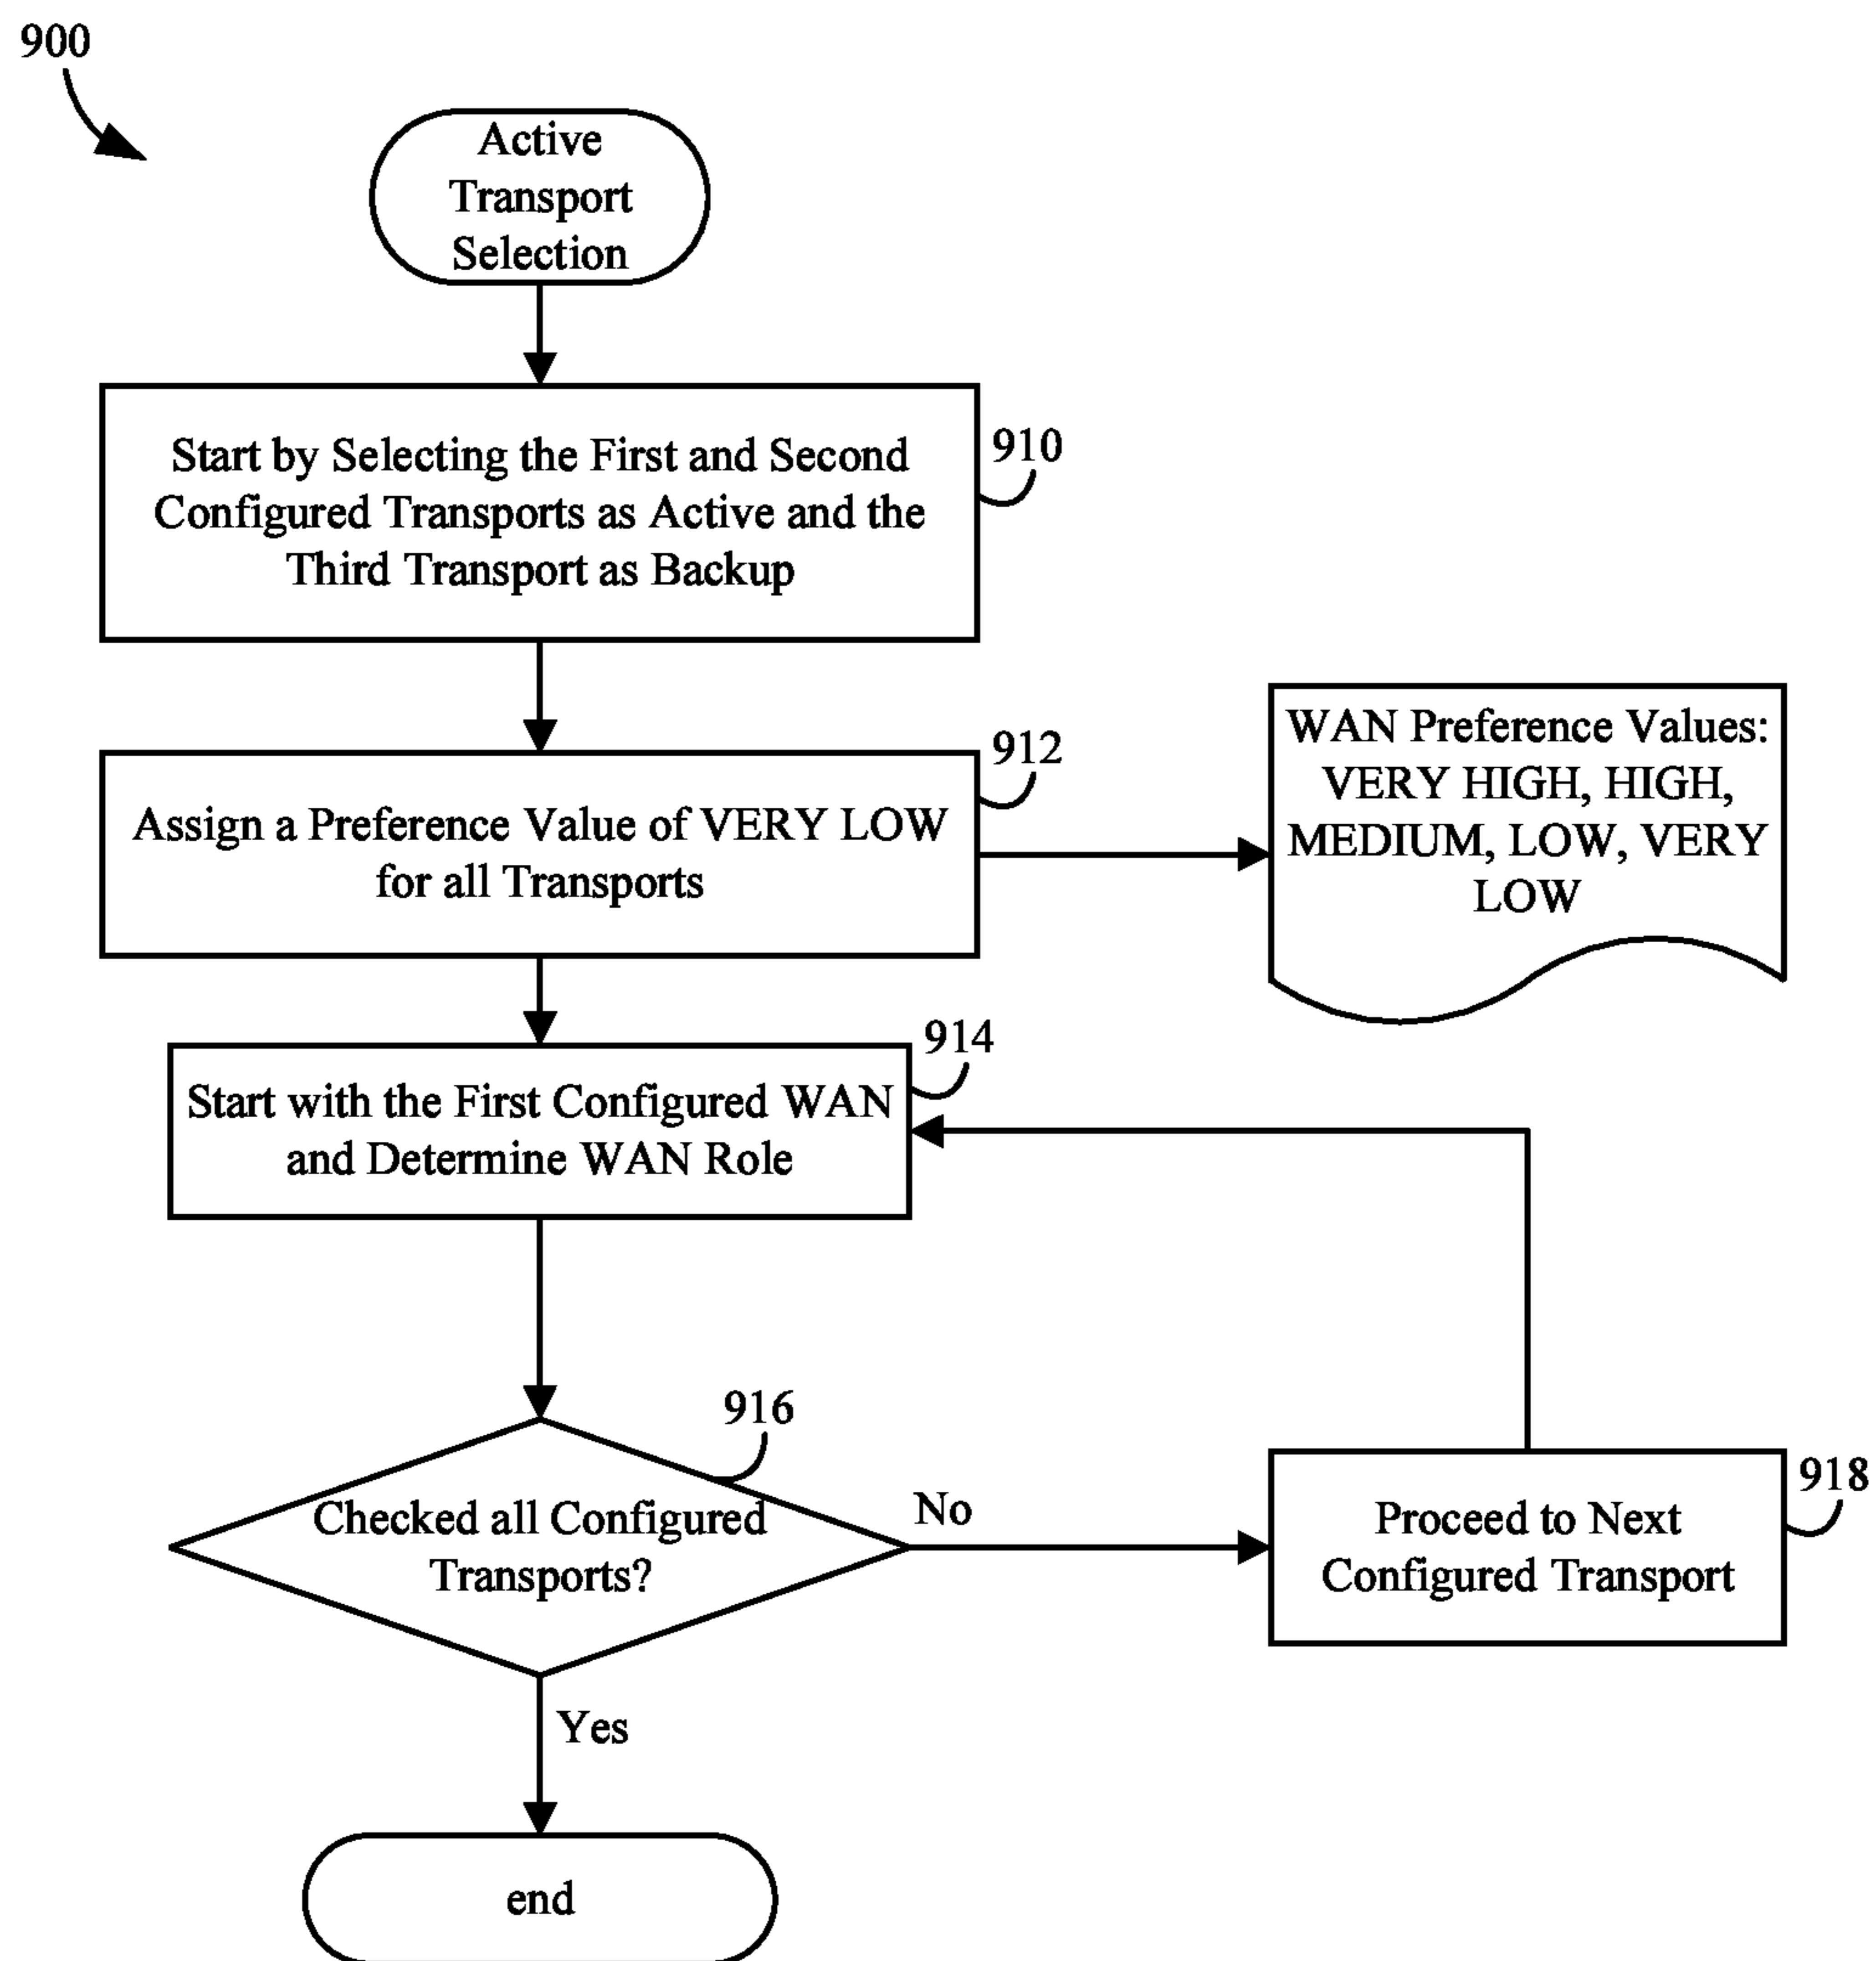 900
Active
Transport
Selection
Start by Selecting the First and Second
Configured Transports as Active and the
Third Transport as Backup
910
Assign a Preference Value of VERY LOW
for all Transports
912
WAN Preference Values:
VERY HIGH, HIGH,
MEDIUM, LOW, VERY
LOW
Start with the First Configured WAN
and Determine WAN Role
914
Checked all Configured
Transports?
916
No
Proceed to Next
Configured Transport
918
Yes
end